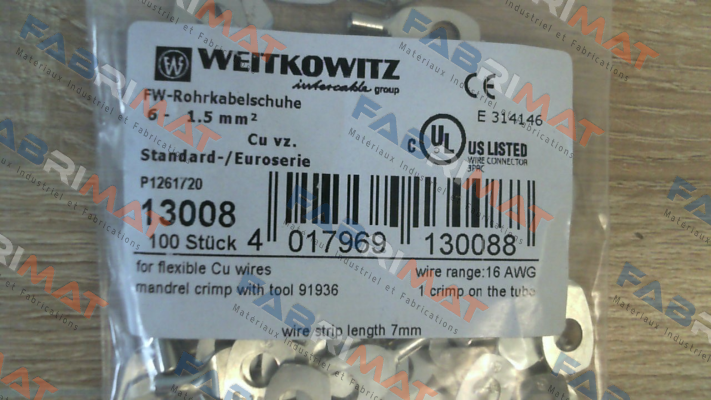 FW WEITKOWITZ
intercable group
CE
FW-Rohrkabelschuhe
6 - 1.5 mm²
E 314146
Cu vz.
Standard-/Euroserie
C UL US LISTED
WIRE CONNECTOR
P1261/20
13008
100 Stück
4 017969 130088
for flexible Cu wires
wire range:16 AWG
mandrel crimp with tool 91936
1 crimp on the tube
wire strip length 7mm
FABRIMAT
Materiaux Industriel et Fabrications